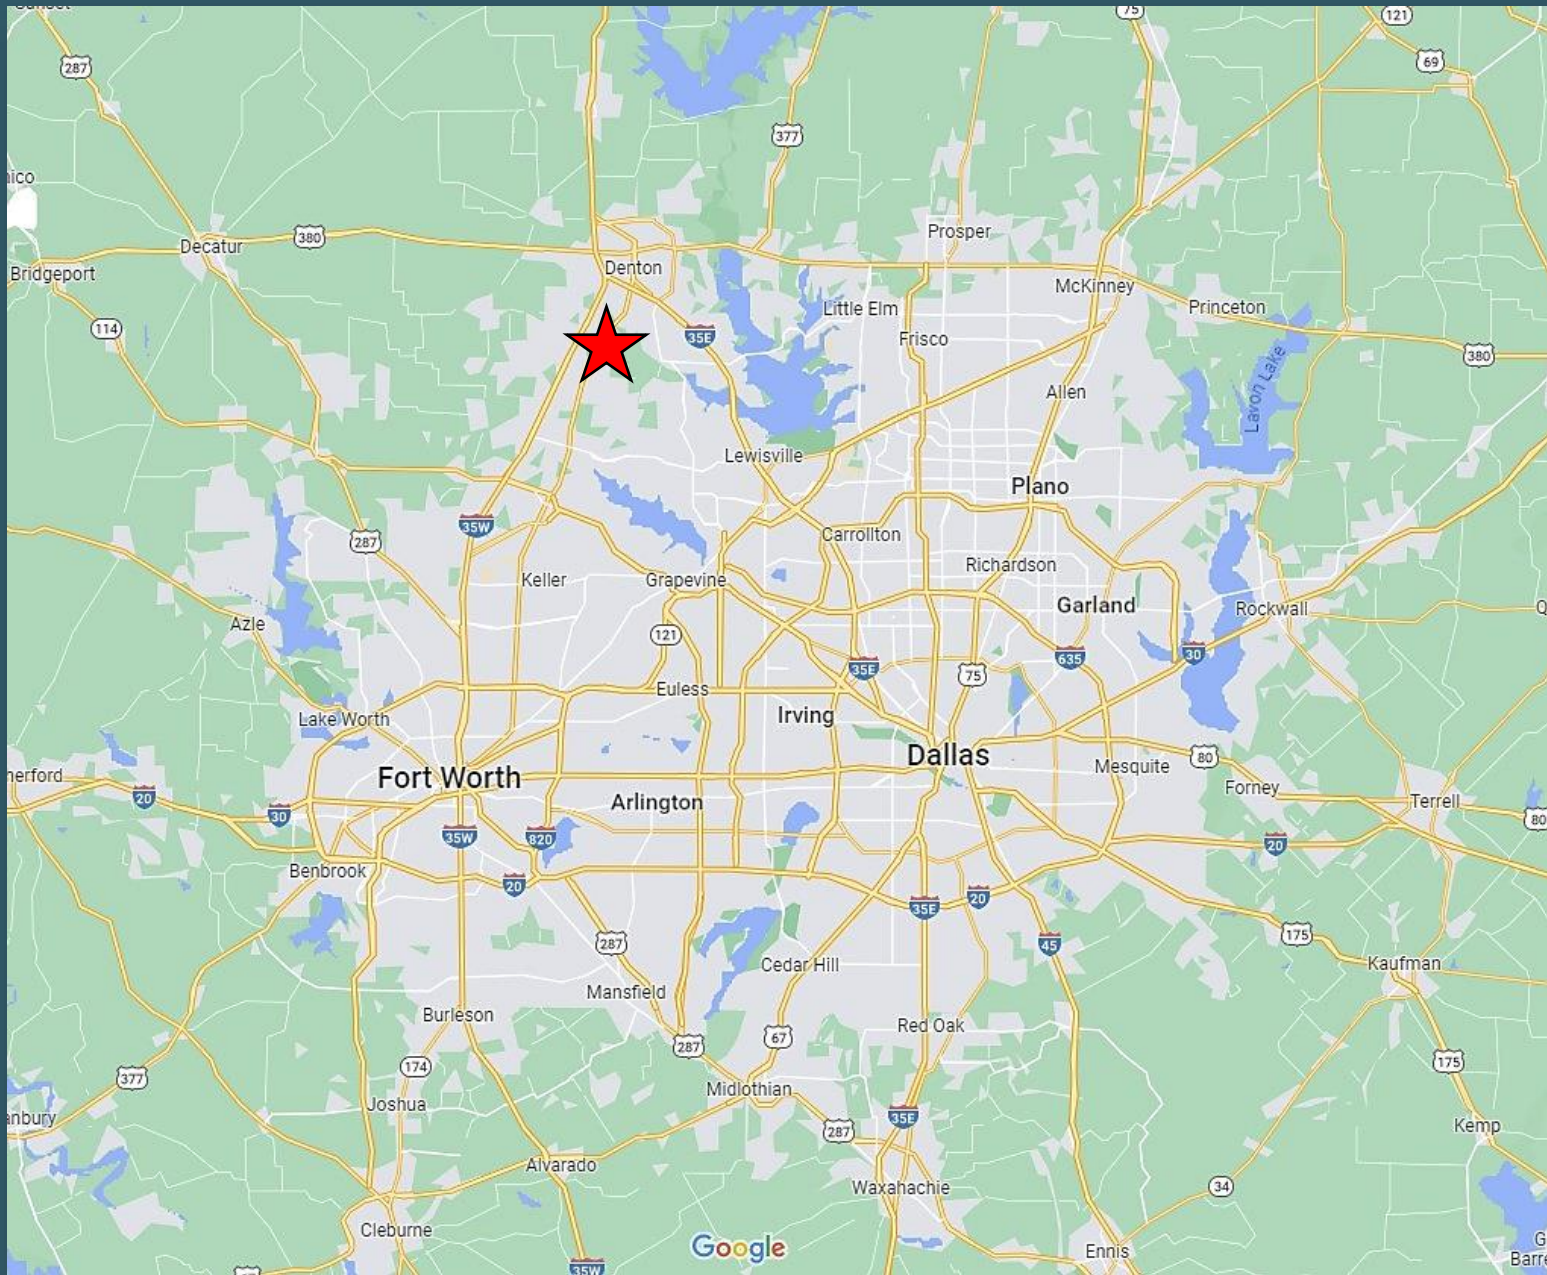 75
121
287
69
377
Prosper
380
Decatur
Denton
Bridgeport
McKinney
Little Elm
Princeton
114
35E
Frisco
380
Allen
Lavon Lake
Lewisville
Plano
35W
287
Carrollton
Richardson
Keller
Grapevine
Garland
Rockwall
Azle
121
30
635
35E
75
Euless
Irving
Lake Worth
Dallas
80
Mesquite
Fort Worth
Forney
20
Arlington
Terrell
30
80
35W
820
20
Benbrook
20
20
35E
175
287
45
Cedar Hill
Kaufman
Mansfield
Burleson
Red Oak
67
287
175
174
377
Midlothian
Joshua
35E
Kemp
287
Alvarado
34
Waxahachie
Cleburne
Google
Ennis
35W